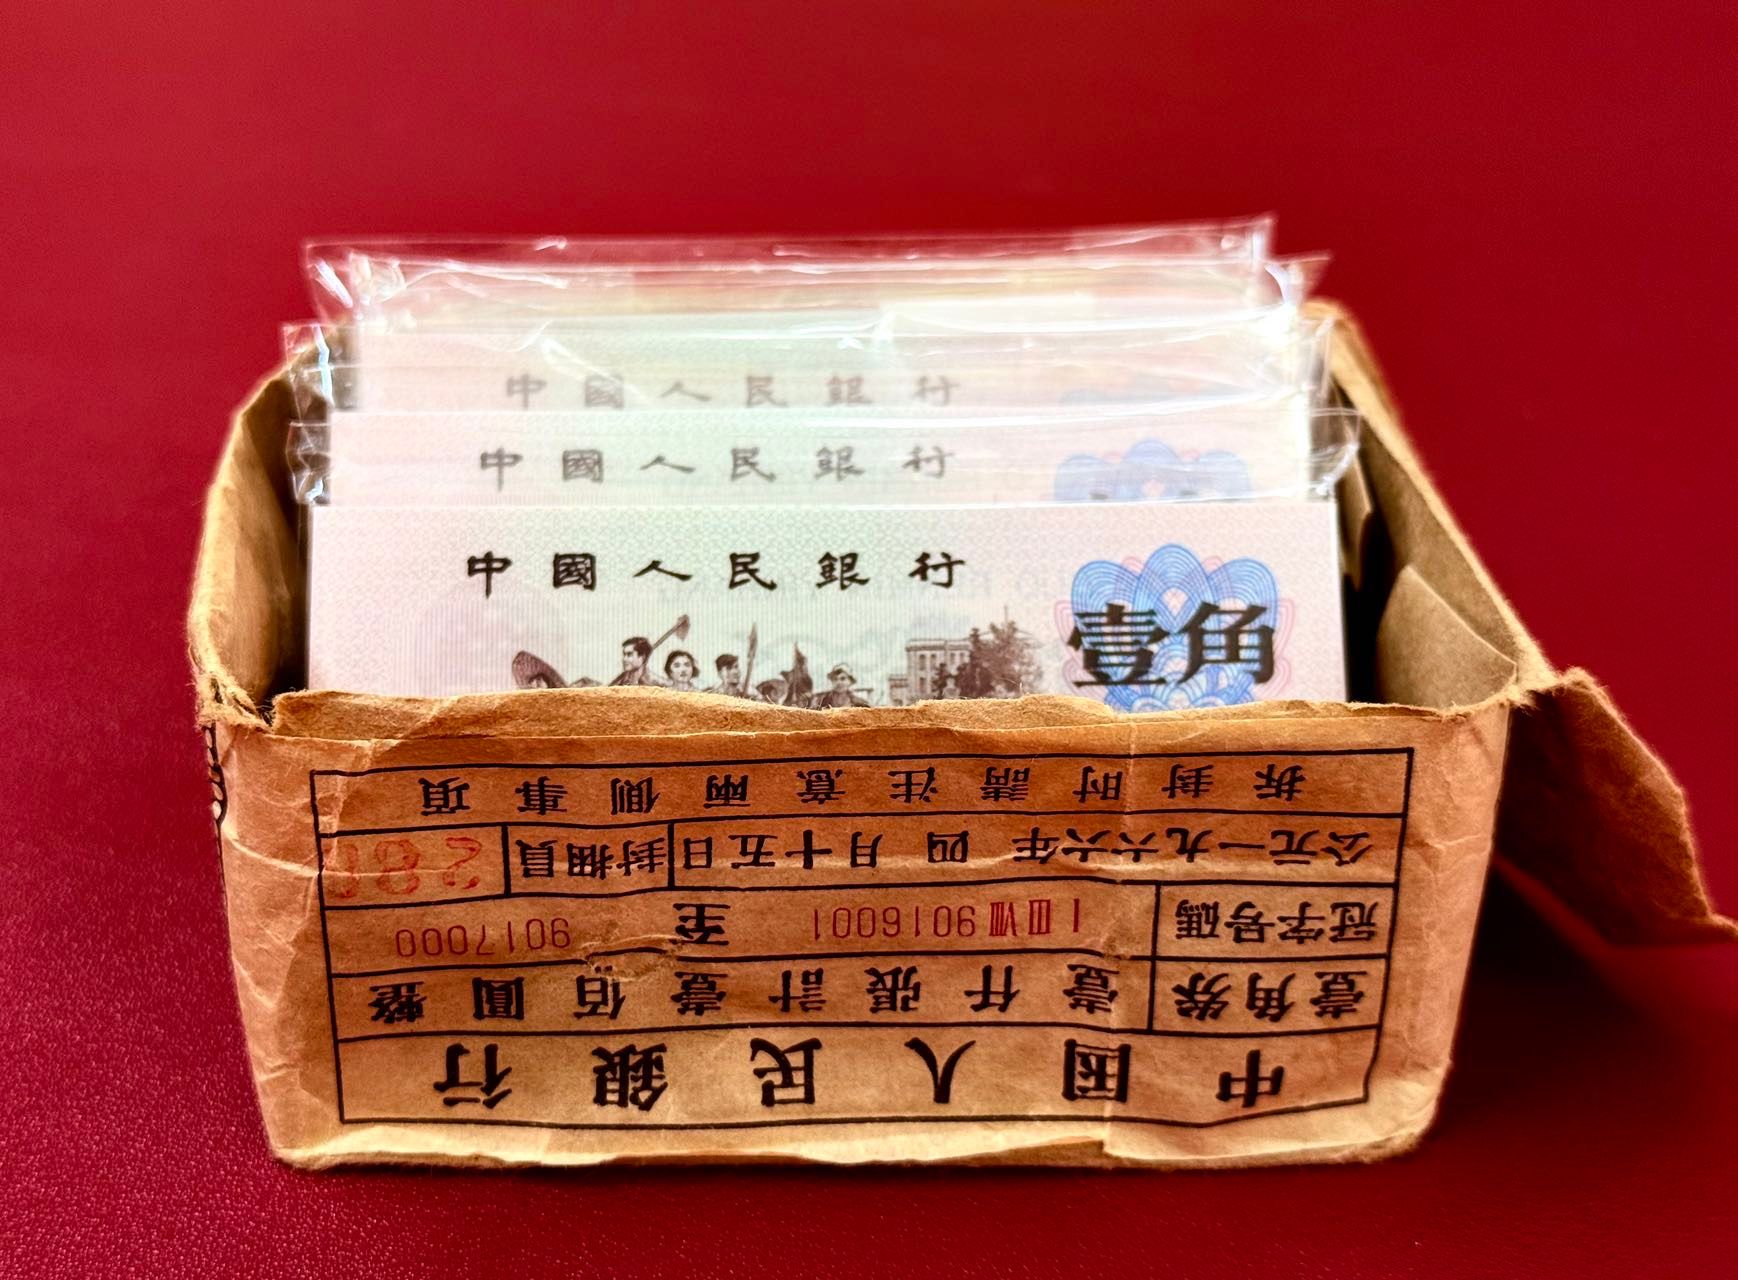 中國人民銀行
中國人民銀行
中國人民銀行
壹角
中国人民銀行
壹角券 壹仟張計壹佰圓整
冠字号碼 ⅠⅢⅧ 9016001 至 9017000
公元一九六六年四月十五日 封捆員
拆封时請注意兩側事項